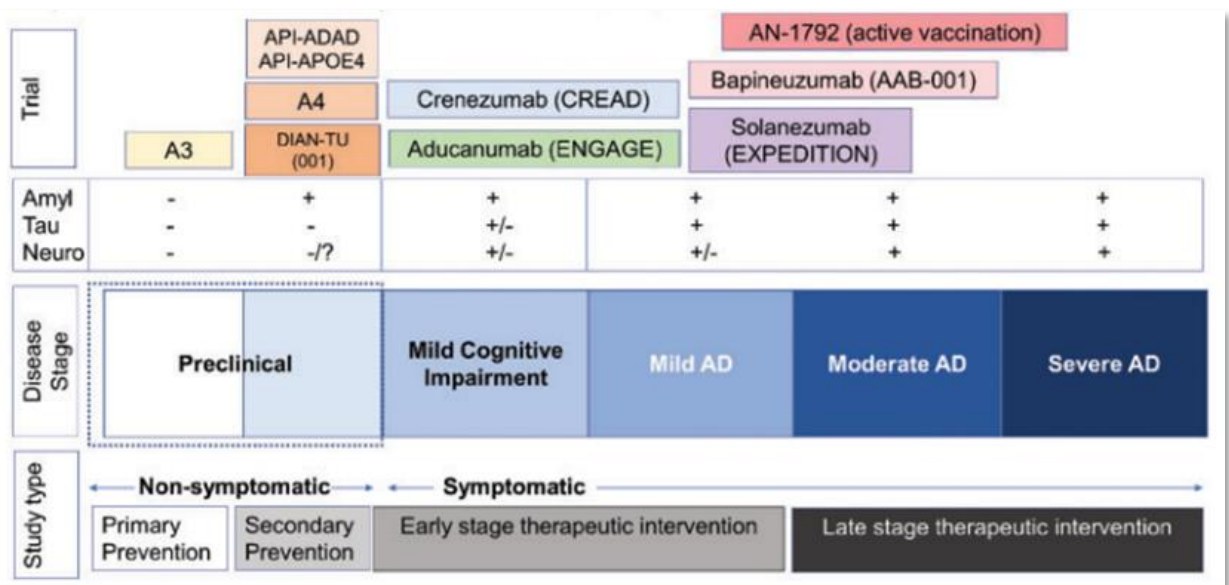 Trial
API-ADAD
API-APOE4
A4
A3
DIAN-TU
(001)
Crenezumab (CREAD)
Aducanumab (ENGAGE)
AN-1792 (active vaccination)
Bapineuzumab (AAB-001)
Solanezumab
(EXPEDITION)
Amyl - + + + + +
Tau - - +/- + + +
Neuro - -/? +/- +/- + +
Disease
Stage
Preclinical
Mild Cognitive
Impairment
Mild AD
Moderate AD
Severe AD
Study type
Non-symptomatic
Symptomatic
Primary
Prevention
Secondary
Prevention
Early stage therapeutic intervention
Late stage therapeutic intervention